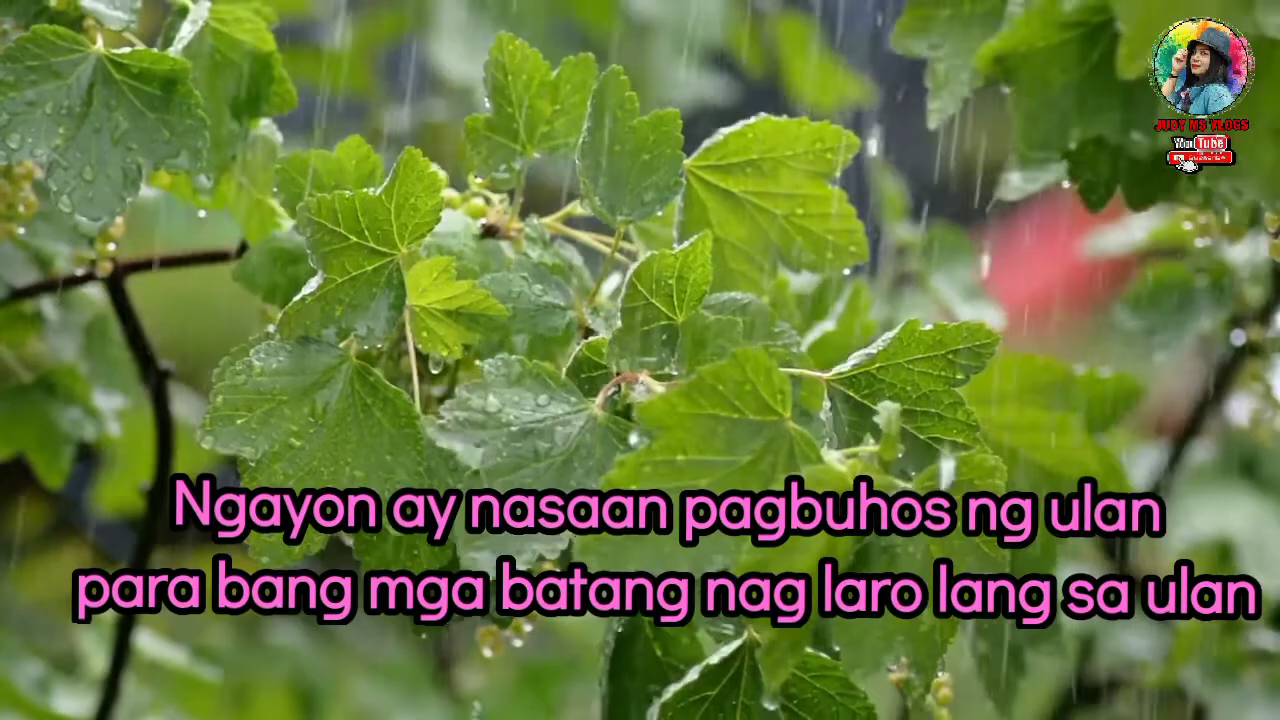 JUDY MS VLOGS
YouTube
SUBSCRIBE
Ngayon ay nasaan pagbuhos ng ulan
para bang mga batang nag laro lang sa ulan